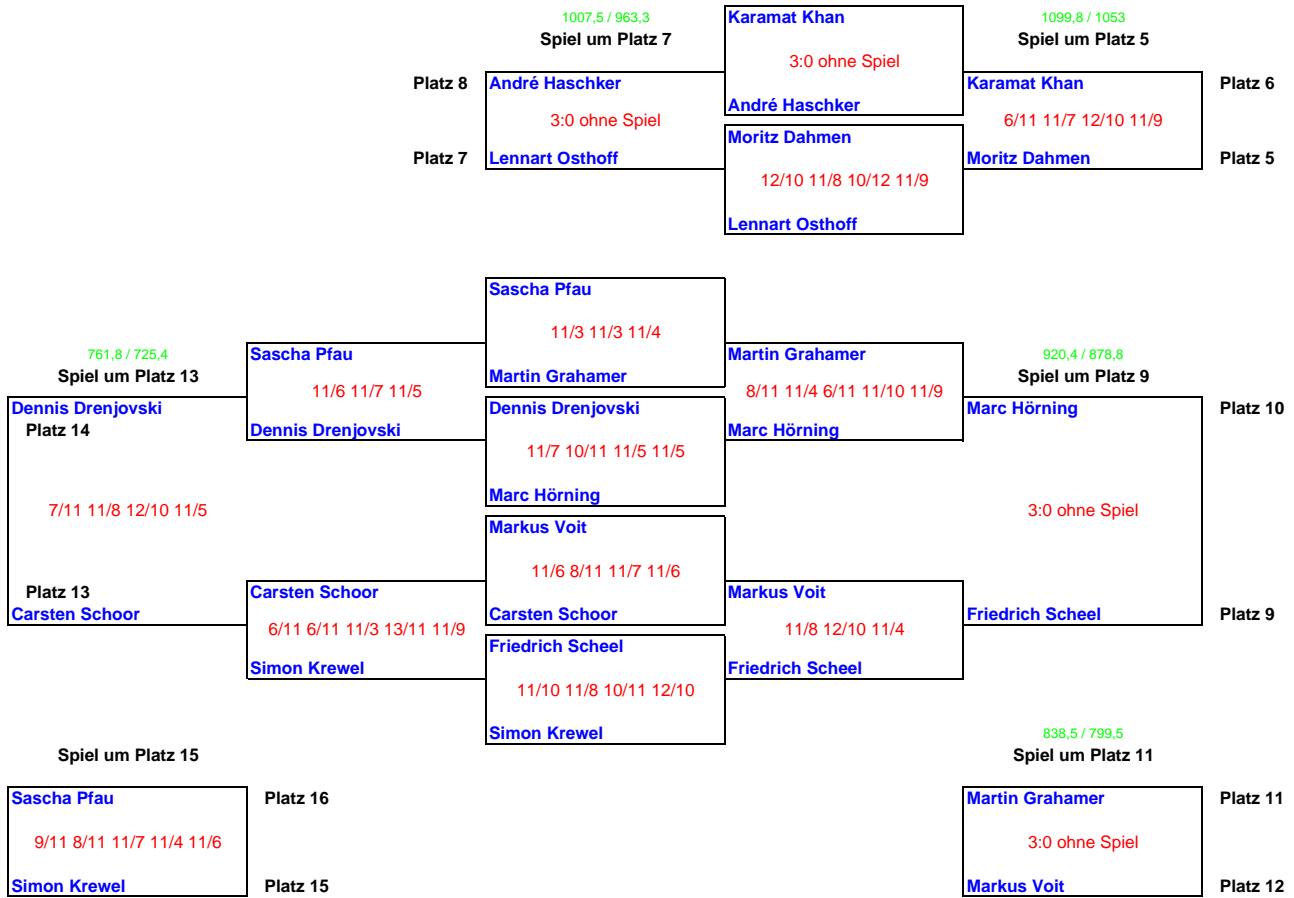 1007,5 / 963,3
Spiel um Platz 7
Karamat Khan
1099,8 / 1053
Spiel um Platz 5
3:0 ohne Spiel
Platz 8
André Haschker
Karamat Khan
Platz 6
André Haschker
3:0 ohne Spiel
6/11 11/7 12/10 11/9
Moritz Dahmen
Platz 7
Lennart Osthoff
Moritz Dahmen
Platz 5
12/10 11/8 10/12 11/9
Lennart Osthoff
Sascha Pfau
11/3 11/3 11/4
761,8 / 725,4
Sascha Pfau
Martin Grahamer
920,4 / 878,8
Spiel um Platz 13
Martin Grahamer
Spiel um Platz 9
11/6 11/7 11/5
8/11 11/4 6/11 11/10 11/9
Dennis Drenjovski
Dennis Drenjovski
Marc Hörning
Platz 10
Platz 14
Dennis Drenjovski
Marc Hörning
11/7 10/11 11/5 11/5
Marc Hörning
7/11 11/8 12/10 11/5
3:0 ohne Spiel
Markus Voit
11/6 8/11 11/7 11/6
Platz 13
Carsten Schoor
Markus Voit
Carsten Schoor
Carsten Schoor
Friedrich Scheel
Platz 9
6/11 6/11 11/3 13/11 11/9
11/8 12/10 11/4
Friedrich Scheel
Simon Krewel
Friedrich Scheel
11/10 11/8 10/11 12/10
Simon Krewel
838,5 / 799,5
Spiel um Platz 15
Spiel um Platz 11
Sascha Pfau
Platz 16
Martin Grahamer
Platz 11
9/11 8/11 11/7 11/4 11/6
3:0 ohne Spiel
Simon Krewel
Platz 15
Markus Voit
Platz 12